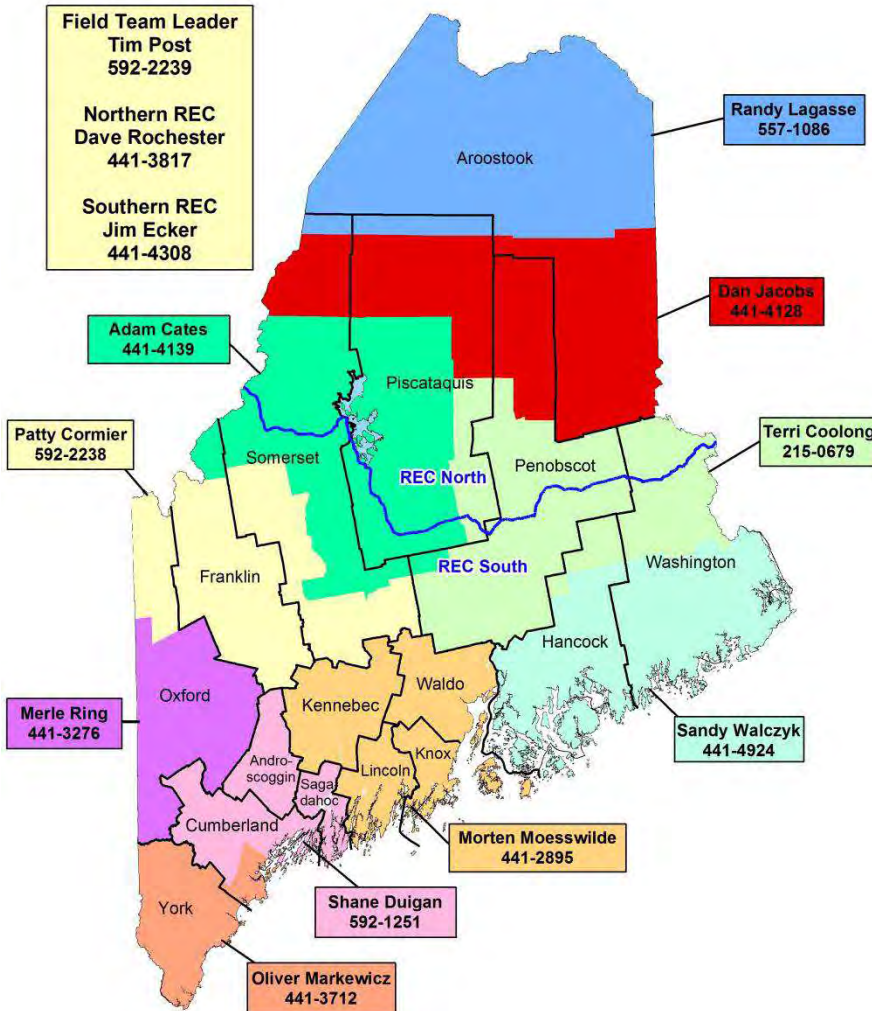 Field Team Leader
Tim Post
592-2239
Northern REC
Dave Rochester
441-3817
Southern REC
Jim Ecker
441-4308
Randy Lagasse
557-1086
Aroostook
Dan Jacobs
441-4128
Adam Cates
441-4139
Piscataquis
Patty Cormier
592-2238
Terri Coolong
215-0679
Somerset
REC North
Penobscot
REC South
Washington
Franklin
Hancock
Oxford
Kennebec
Waldo
Merle Ring
441-3276
Sandy Walczyk
441-4924
Andro-
scoggin
Knox
Lincoln
Saga
dahoc
Cumberland
Morten Moesswilde
441-2895
York
Shane Duigan
592-1251
Oliver Markewicz
441-3712